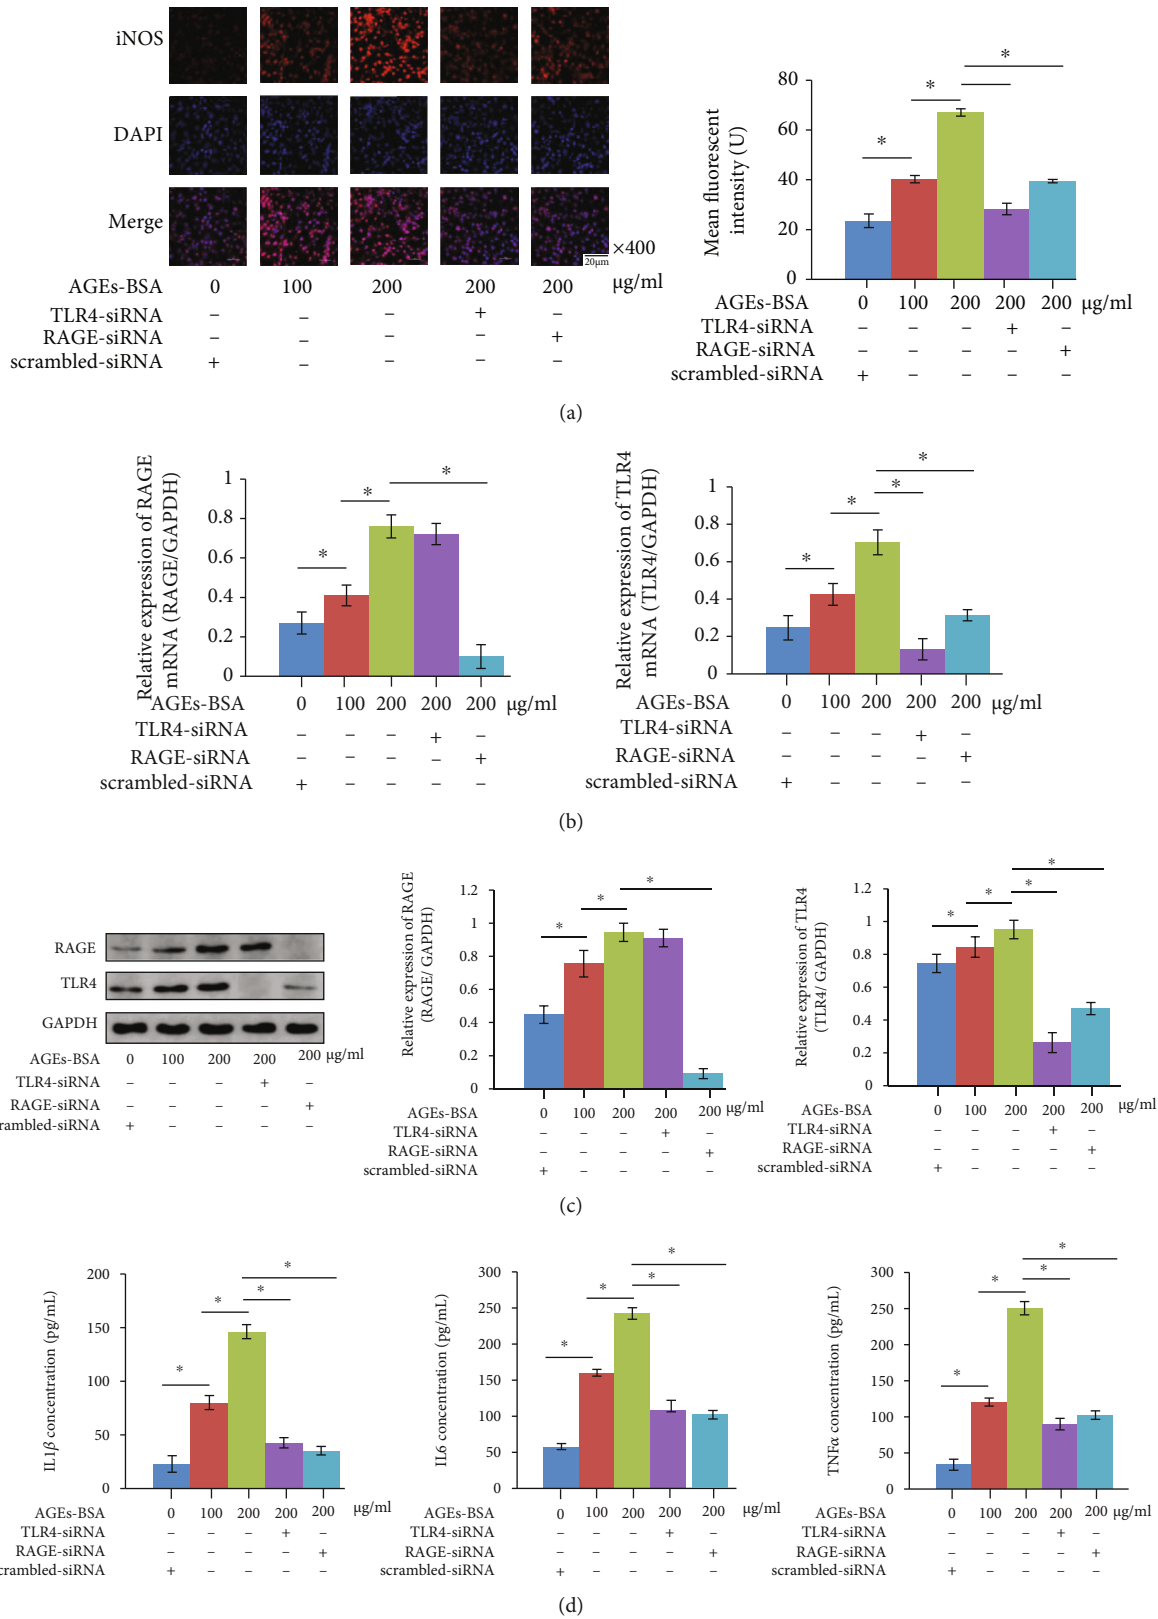 iNOS
DAPI
Merge
×400
20μm
AGEs-BSA 0 100 200 200 200 μg/ml
TLR4-siRNA – – – + –
RAGE-siRNA – – – – +
scrambled-siRNA + – – – –
Mean fluorescent
intensity (U)
80
60
40
20
0
* * * *
AGEs-BSA 0 100 200 200 200 μg/ml
TLR4-siRNA – – – + –
RAGE-siRNA – – – – +
scrambled-siRNA + – – – –
(a)
Relative expression of RAGE
mRNA (RAGE/GAPDH)
1
0.8
0.6
0.4
0.2
0
* * *
AGEs-BSA 0 100 200 200 200 μg/ml
TLR4-siRNA – – – + –
RAGE-siRNA – – – – +
scrambled-siRNA + – – – –
Relative expression of TLR4
mRNA (TLR4/GAPDH)
1
0.8
0.6
0.4
0.2
0
* * * *
AGEs-BSA 0 100 200 200 200 μg/ml
TLR4-siRNA – – – + –
RAGE-siRNA – – – – +
scrambled-siRNA + – – – –
(b)
RAGE
TLR4
GAPDH
AGEs-BSA 0 100 200 200 200 μg/ml
TLR4-siRNA – – – + –
RAGE-siRNA – – – – +
crambled-siRNA + – – – –
Relative expression of RAGE
(RAGE/ GAPDH)
1.2
1
0.8
0.6
0.4
0.2
0
* * *
AGEs-BSA 0 100 200 200 200 μg/ml
TLR4-siRNA – – – + –
RAGE-siRNA – – – – +
scrambled-siRNA + – – – –
Relative expression of TLR4
(TLR4/ GAPDH)
1.2
1
0.8
0.6
0.4
0.2
0
* * * *
AGEs-BSA 0 100 200 200 200 μg/ml
TLR4-siRNA – – – + –
RAGE-siRNA – – – – +
scrambled-siRNA + – – – –
(c)
IL1β concentration (pg/mL)
200
150
100
50
0
* * * *
AGEs-BSA 0 100 200 200 200 μg/ml
TLR4-siRNA – – – + –
RAGE-siRNA – – – – +
crambled-siRNA + – – – –
IL6 concentration (pg/mL)
300
250
200
150
100
50
0
* * * *
AGEs-BSA 0 100 200 200 200 μg/ml
TLR4-siRNA – – – + –
RAGE-siRNA – – – – +
scrambled-siRNA + – – – –
TNFα concentration (pg/mL)
300
250
200
150
100
50
0
* * * *
AGEs-BSA 0 100 200 200 200 μg/ml
TLR4-siRNA – – – + –
RAGE-siRNA – – – – +
scrambled-siRNA + – – – –
(d)